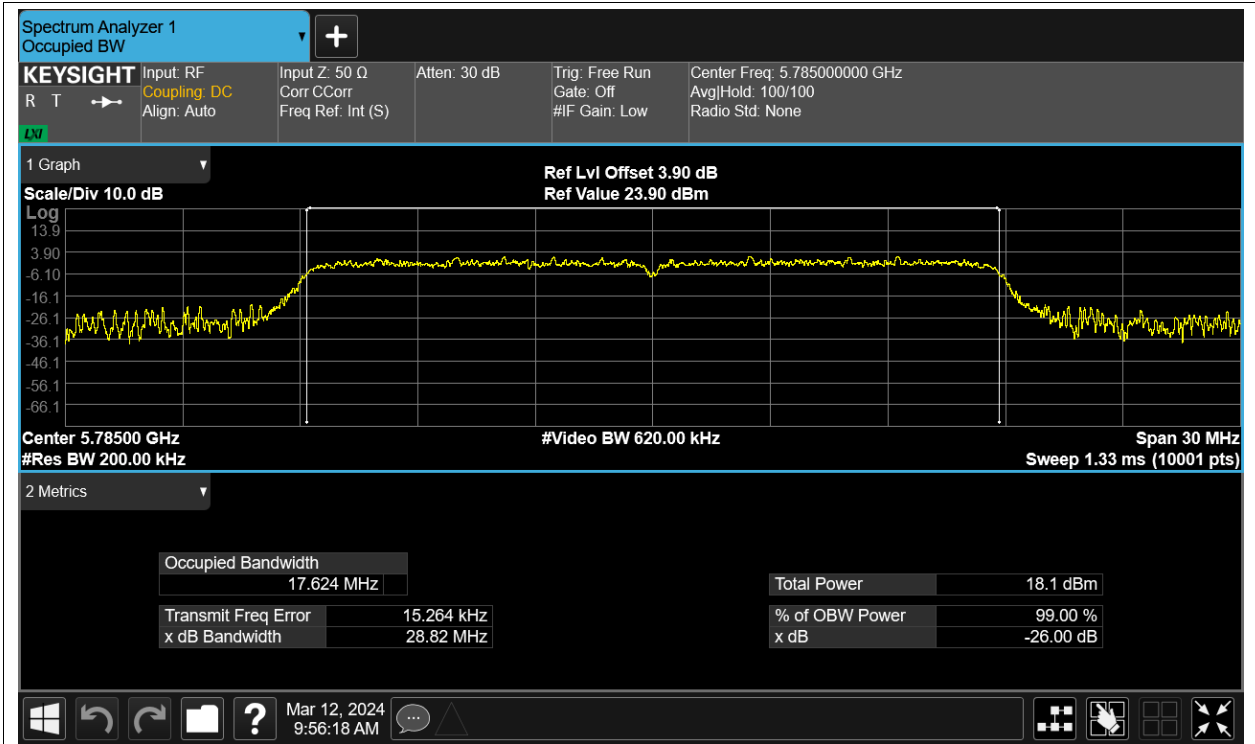 Spectrum Analyzer 1
Occupied BW
KEYSIGHT
R T
LXI
Input: RF
Coupling: DC
Align: Auto
Input Z: 50 Ω
Corr CCorr
Freq Ref: Int (S)
Atten: 30 dB
Trig: Free Run
Gate: Off
#IF Gain: Low
Center Freq: 5.785000000 GHz
Avg|Hold: 100/100
Radio Std: None
1 Graph
Scale/Div 10.0 dB
Ref Lvl Offset 3.90 dB
Ref Value 23.90 dBm
Log
13.9
3.90
-6.10
-16.1
-26.1
-36.1
-46.1
-56.1
-66.1
Center 5.78500 GHz
#Video BW 620.00 kHz
Span 30 MHz
#Res BW 200.00 kHz
Sweep 1.33 ms (10001 pts)
2 Metrics
Occupied Bandwidth
17.624 MHz
Total Power 18.1 dBm
Transmit Freq Error 15.264 kHz
% of OBW Power 99.00 %
x dB Bandwidth 28.82 MHz
x dB -26.00 dB
?
Mar 12, 2024
9:56:18 AM